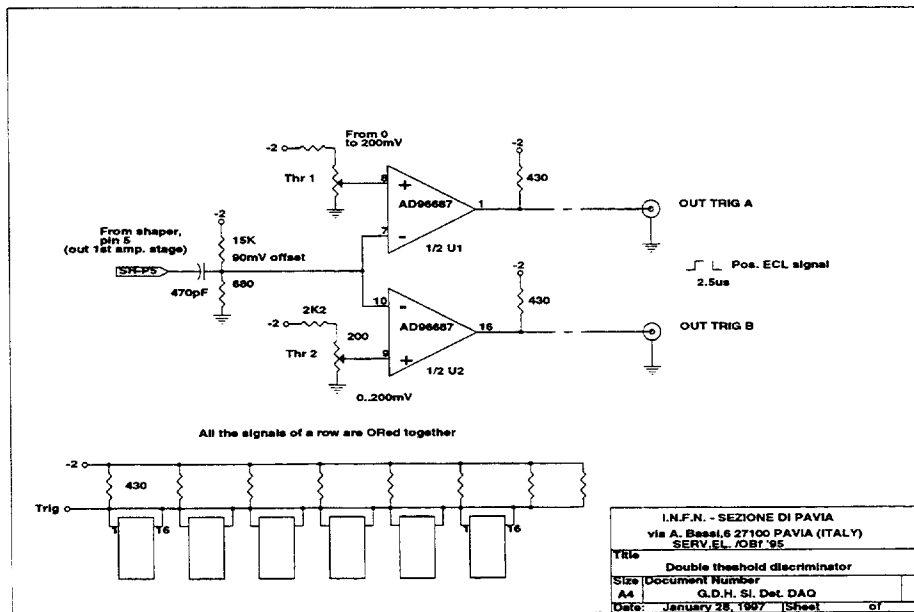 From 0
to 200mV
-2
Thr 1
8
+
AD96687
7
-
1/2 U1
1
-2
430
OUT TRIG A
From shaper,
pin 5
(out 1st amp. stage)
SH-P5
470pF
-2
15K
90mV offset
680
Pos. ECL signal
2.5us
10
-
AD96687
9
+
1/2 U2
16
-2
430
OUT TRIG B
-2
2K2
200
Thr 2
0..200mV
All the signals of a row are ORed together
-2
430
Trig
1
16
1
16
I.N.F.N. - SEZIONE DI PAVIA
via A. Bassi,6 27100 PAVIA (ITALY)
SERV.EL. /OBf '95
Title
Double theshold discriminator
Size
Document Number
A4
G.D.H. SI. Det. DAQ
Date:
January 28, 1997
Sheet
of